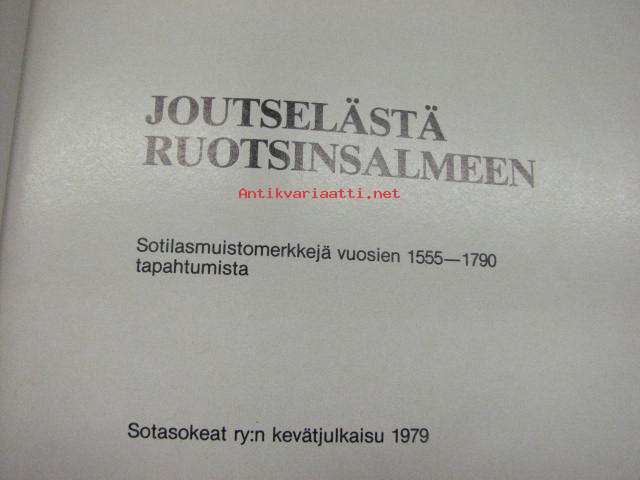 JOUTSELÄSTÄ
RUOTSINSALMEEN
Antikvariaatti.net
Sotilasmuistomerkkejä vuosien 1555—1790
tapahtumista
Sotasokeat ry:n kevätjulkaisu 1979